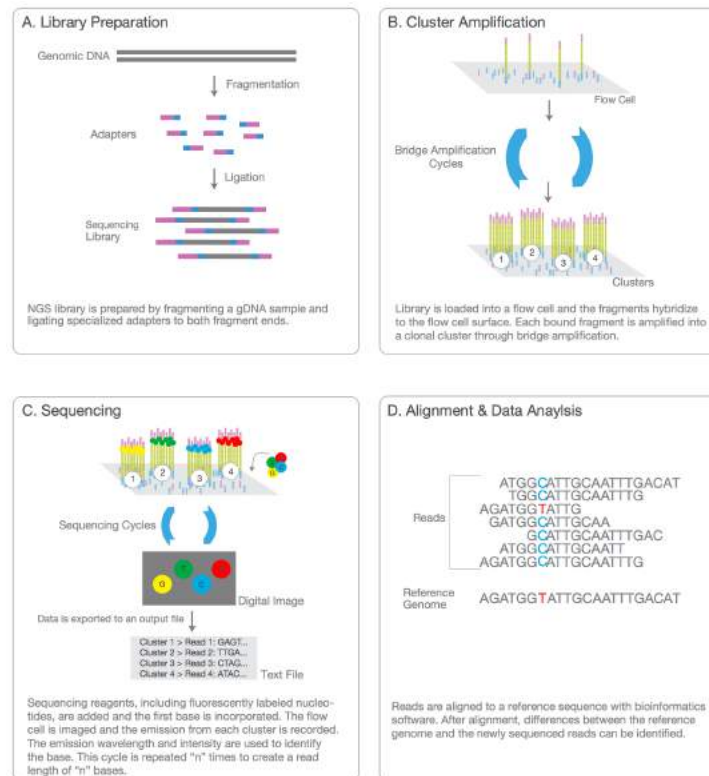 A. Library Preparation
Genomic DNA
Fragmentation
Adapters
Ligation
Sequencing
Library
NGS library is prepared by fragmenting a gDNA sample and
ligating specialized adapters to both fragment ends.
B. Cluster Amplification
Flow Cell
Bridge Amplification
Cycles
1
2
3
4
Clusters
Library is loaded into a flow cell and the fragments hybridize
to the flow cell surface. Each bound fragment is amplified into
a clonal cluster through bridge amplification.
C. Sequencing
1
2
3
4
Sequencing Cycles
G
C
Digital Image
Data is exported to an output file
Cluster 1 > Read 1: GAGT...
Cluster 2 > Read 2: TTGA...
Cluster 3 > Read 3: CTAG...
Cluster 4 > Read 4: ATAC...
Text File
Sequencing reagents, including fluorescently labeled nucleo-
tides, are added and the first base is incorporated. The flow
cell is imaged and the emission from each cluster is recorded.
The emission wavelength and intensity are used to identify
the base. This cycle is repeated "n" times to create a read
length of "n" bases.
D. Alignment & Data Anaylsis
Reads
ATGGCATTGCAATTTGACAT
TGGCATTGCAATTTG
AGATGGTATTG
GATGGCATTGCAA
GCATTGCAATTTGAC
ATGGCATTGCAATT
AGATGGCATTGCAATTTG
Reference
Genome
AGATGGTATTGCAATTTGACAT
Reads are aligned to a reference sequence with bioinformatics
software. After alignment, differences between the reference
genome and the newly sequenced reads can be identified.